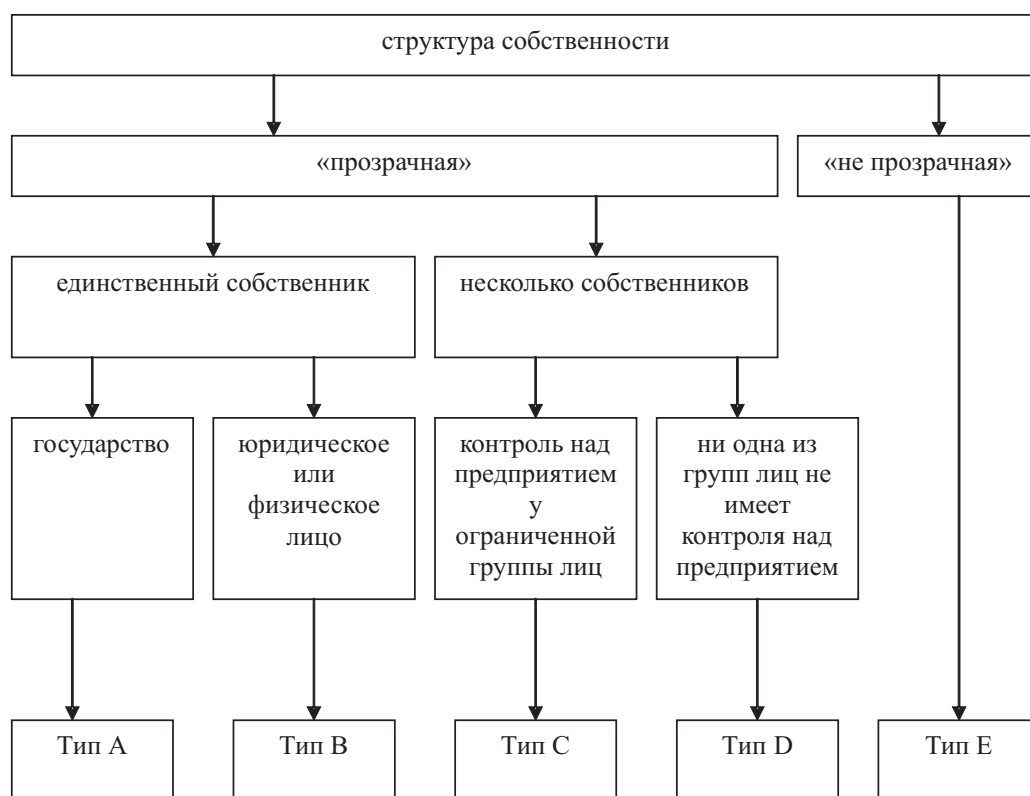 структура собственности
«прозрачная»
«не прозрачная»
единственный собственник
несколько собственников
государство
юридическое
или
физическое
лицо
контроль над
предприятием
у
ограниченной
группы лиц
ни одна из
групп лиц не
имеет
контроля над
предприятием
Тип A
Тип B
Тип C
Тип D
Тип E